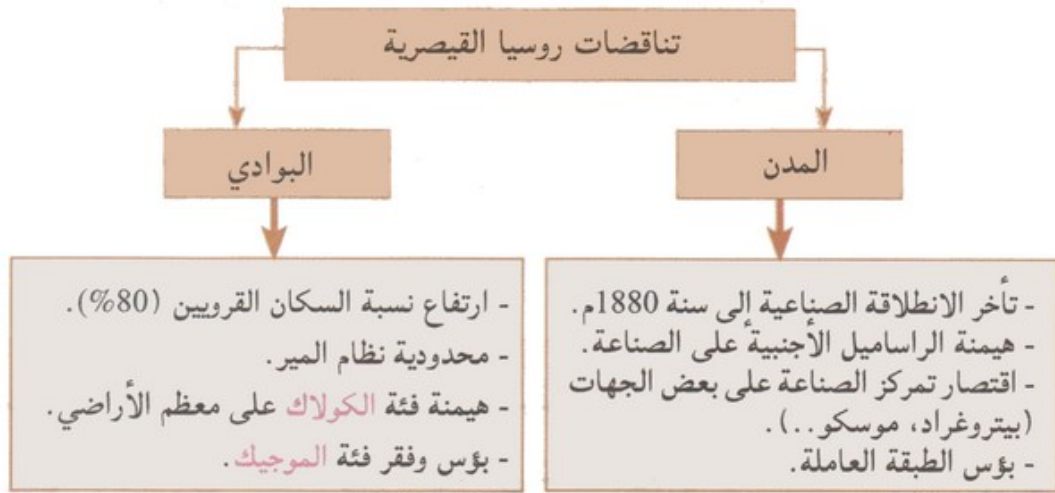 تناقضات روسيا القيصرية
المدن
- تأخر الانطلاقة الصناعية إلى سنة 1880م.
- هيمنة الراساميل الأجنبية على الصناعة.
- اقتصار تمركز الصناعة على بعض الجهات
(بيتروغراد، موسكو..).
- بؤس الطبقة العاملة.
البوادي
- ارتفاع نسبة السكان القرويين (80%).
- محدودية نظام المير.
- هيمنة فئة الكولاك على معظم الأراضي.
- بؤس وفقر فئة الموجيك.